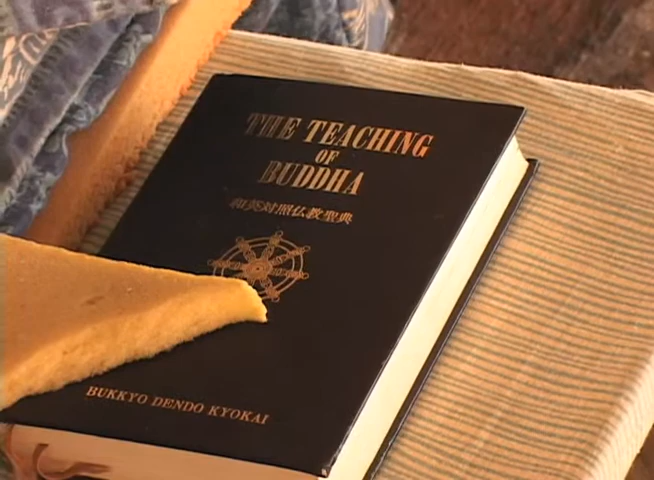 THE TEACHING
OF
BUDDHA
和英対照仏教聖典
BUKKYO DENDO KYOKAI